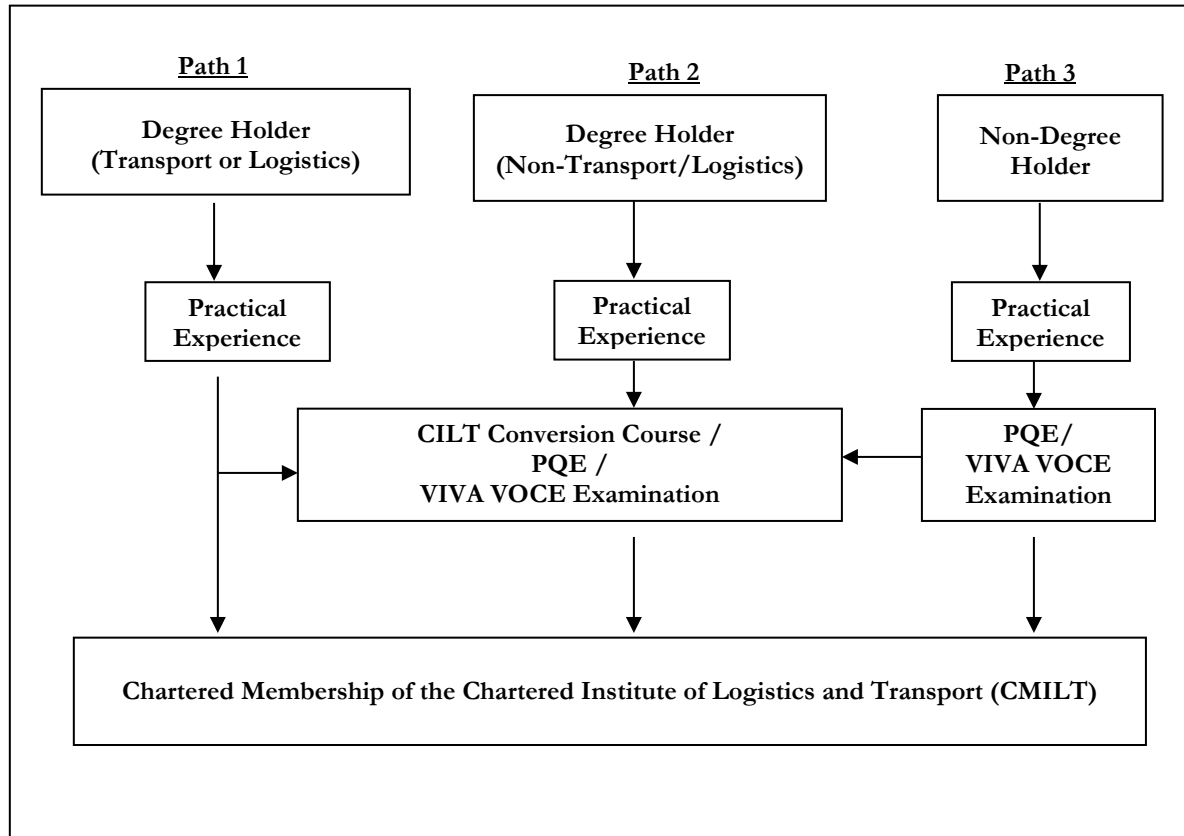 Path 1
Degree Holder
(Transport or Logistics)
Practical
Experience
Path 2
Degree Holder
(Non-Transport/Logistics)
Practical
Experience
CILT Conversion Course /
PQE /
VIVA VOCE Examination
Path 3
Non-Degree
Holder
Practical
Experience
PQE/
VIVA VOCE
Examination
Chartered Membership of the Chartered Institute of Logistics and Transport (CMILT)